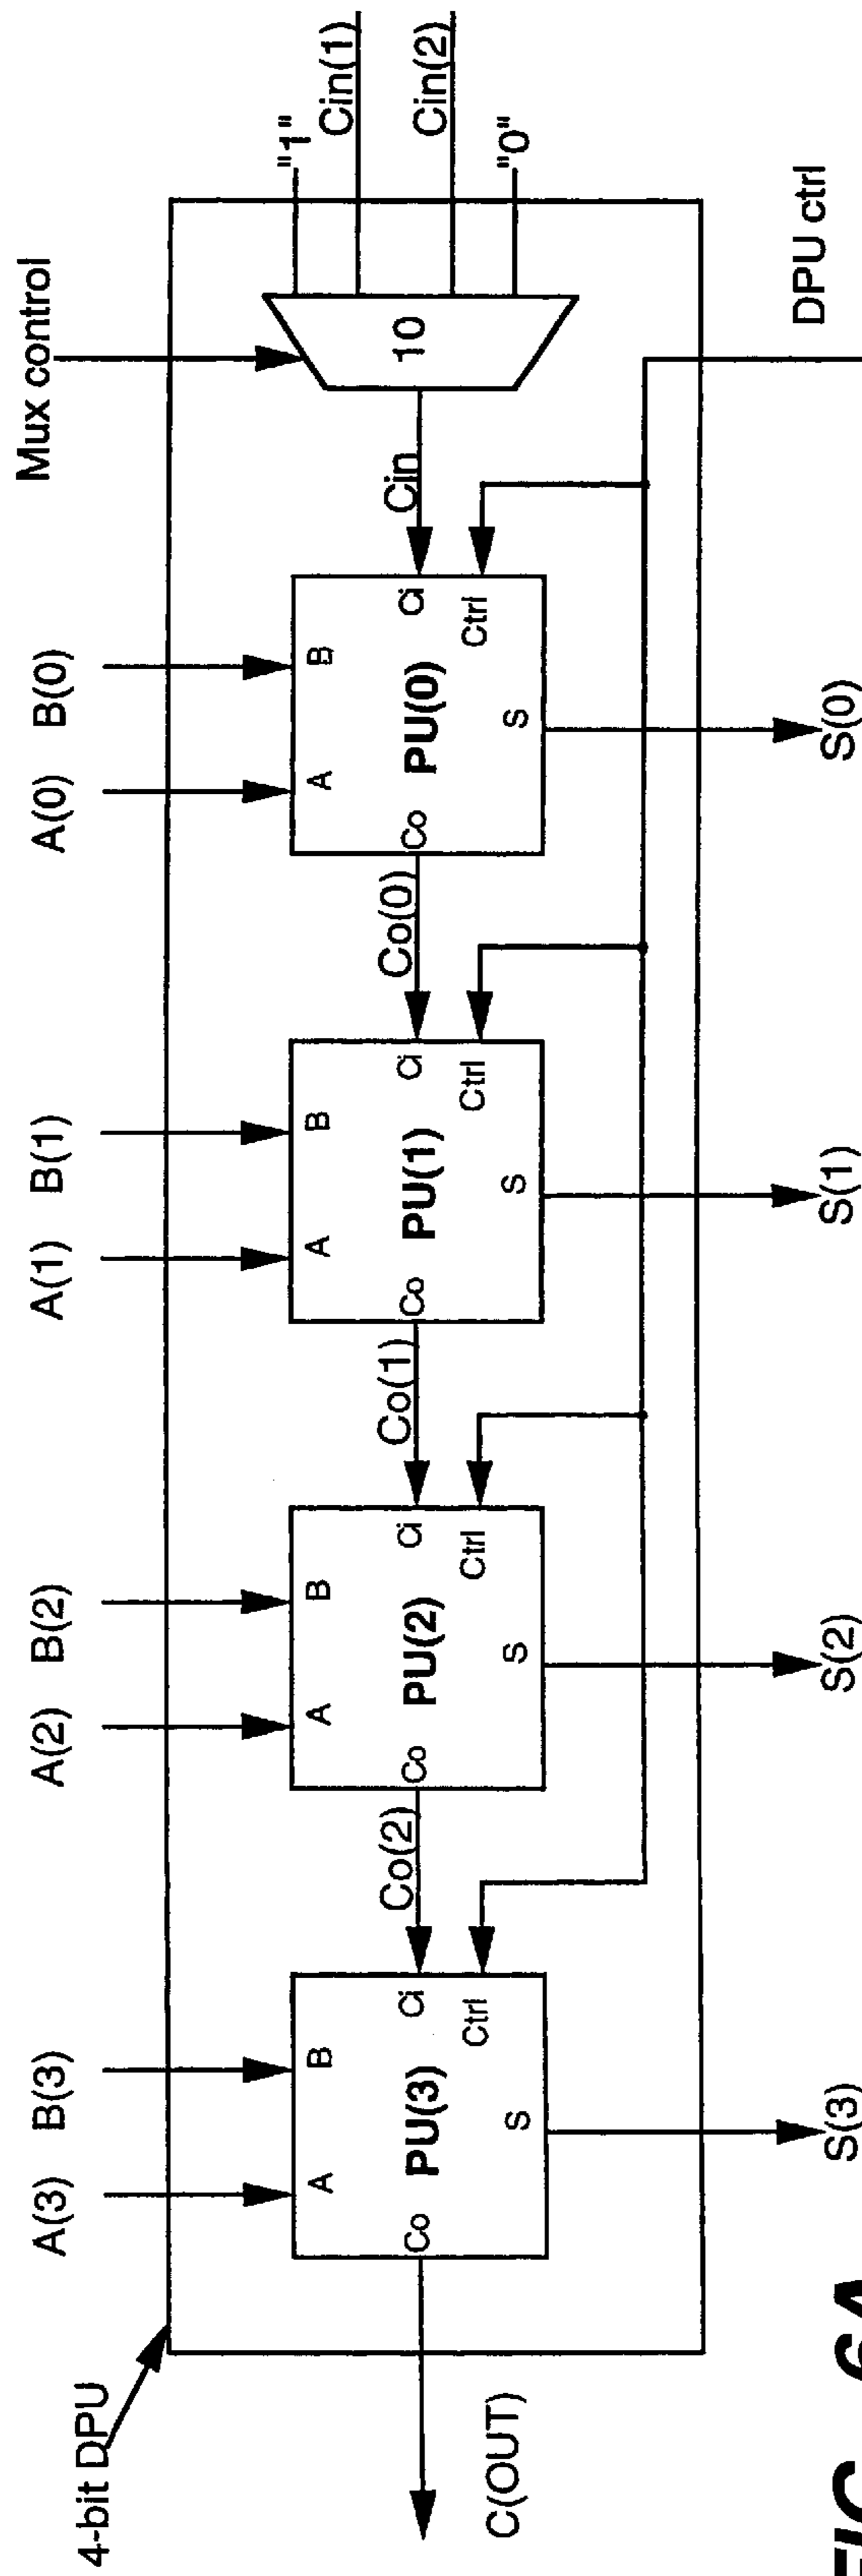 4-bit DPU
Mux control
A(3) B(3) A(2) B(2) A(1) B(1) A(0) B(0)
"1"
Cin(1)
Cin(2)
"0"
10
Cin
A B
Co PU(3) Ci
Ctrl
S
Co(2)
A B
Co PU(2) Ci
Ctrl
S
Co(1)
A B
Co PU(1) Ci
Ctrl
S
Co(0)
A B
Co PU(0) Ci
Ctrl
S
C(OUT)
DPU ctrl
S(3) S(2) S(1) S(0)
FIG._6A